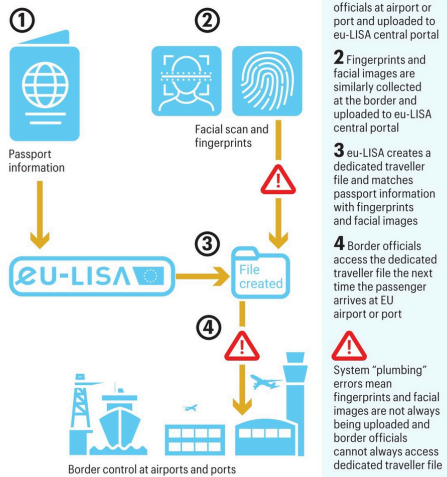 1
2
Facial scan and
fingerprints
Passport
information
3
eu-LISA
File
created
4
Border control at airports and ports
officials at airport or
port and uploaded to
eu-LISA central portal
2 Fingerprints and
facial images are
similarly collected
at the border and
uploaded to eu-LISA
central portal
3 eu-LISA creates a
dedicated traveller
file and matches
passport information
with fingerprints
and facial images
4 Border officials
access the dedicated
traveller file the next
time the passenger
arrives at EU
airport or port
System “plumbing”
errors mean
fingerprints and facial
images are not always
being uploaded and
border officials
cannot always access
dedicated traveller file